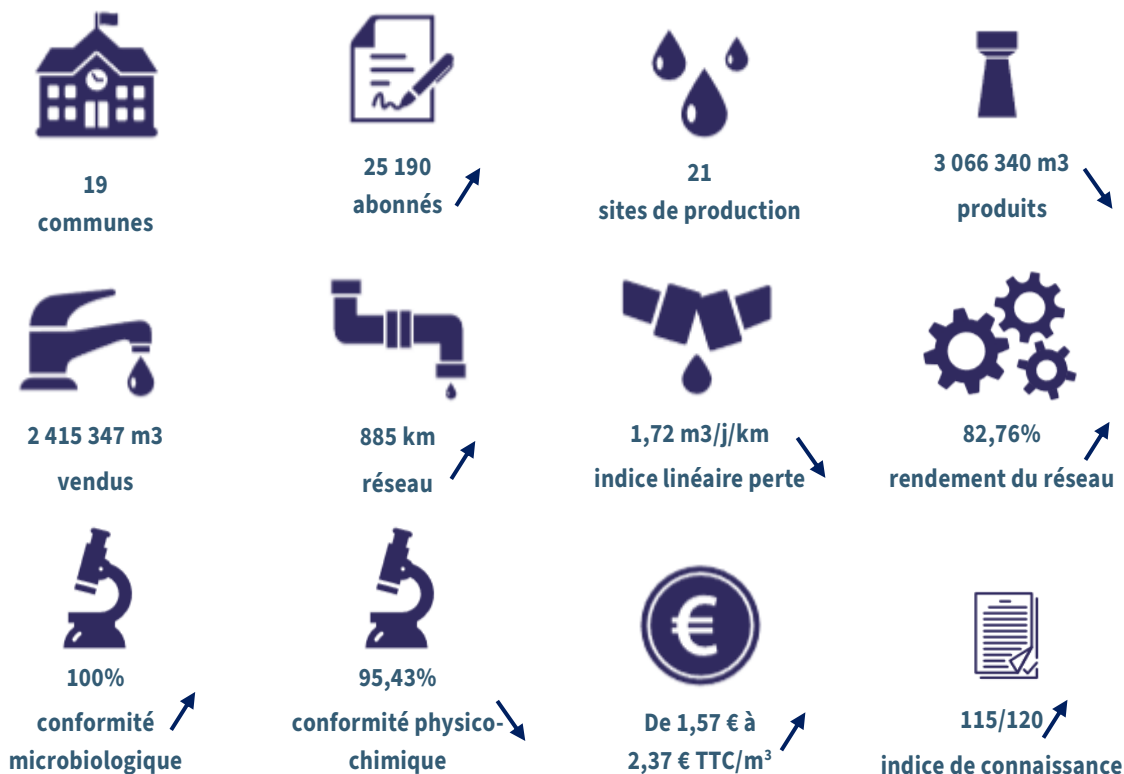 19
communes
25 190
abonnés
21
sites de production
3 066 340 m3
produits
2 415 347 m3
vendus
885 km
réseau
1,72 m3/j/km
indice linéaire perte
82,76%
rendement du réseau
100%
conformité
microbiologique
95,43%
conformité physico-
chimique
De 1,57 € à
2,37 € TTC/m³
115/120
indice de connaissance